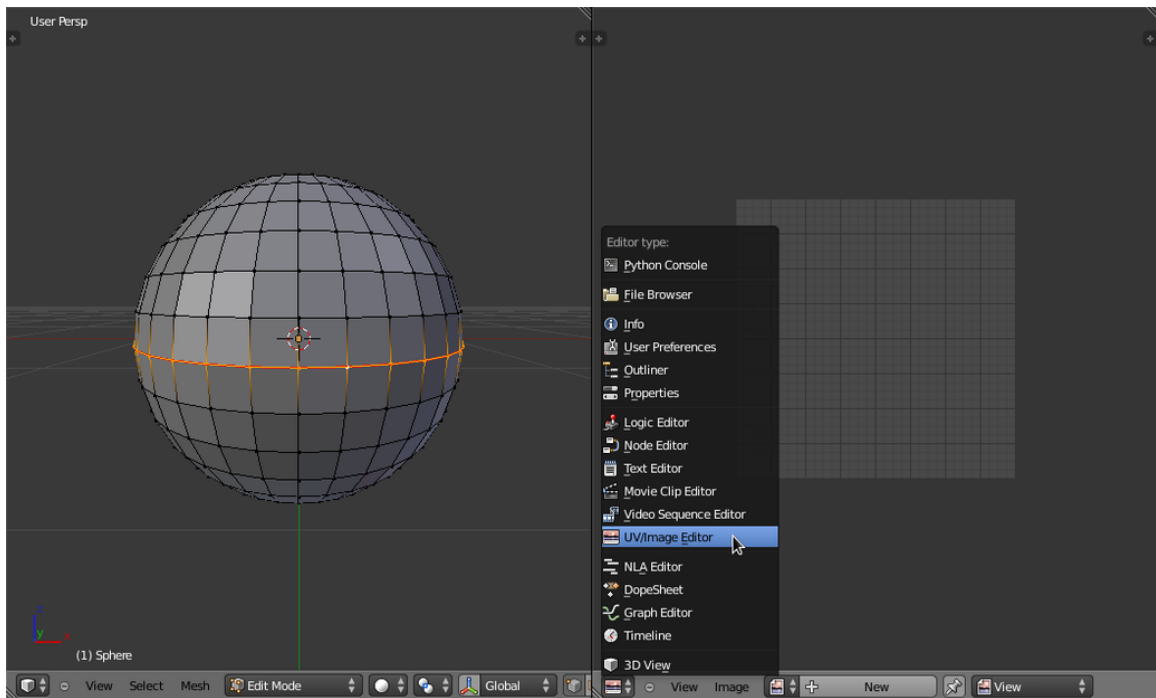 User Persp
(1) Sphere
View Select Mesh Edit Mode Global
Editor type:
Python Console
File Browser
Info
User Preferences
Outliner
Properties
Logic Editor
Node Editor
Text Editor
Movie Clip Editor
Video Sequence Editor
UV/Image Editor
NLA Editor
DopeSheet
Graph Editor
Timeline
3D View
View Image New View